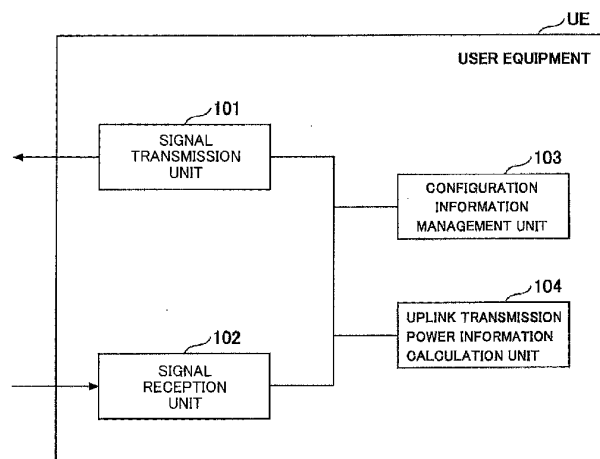 UE
USER EQUIPMENT
101
SIGNAL
TRANSMISSION
UNIT
103
CONFIGURATION
INFORMATION
MANAGEMENT UNIT
104
UPLINK TRANSMISSION
POWER INFORMATION
CALCULATION UNIT
102
SIGNAL
RECEPTION
UNIT